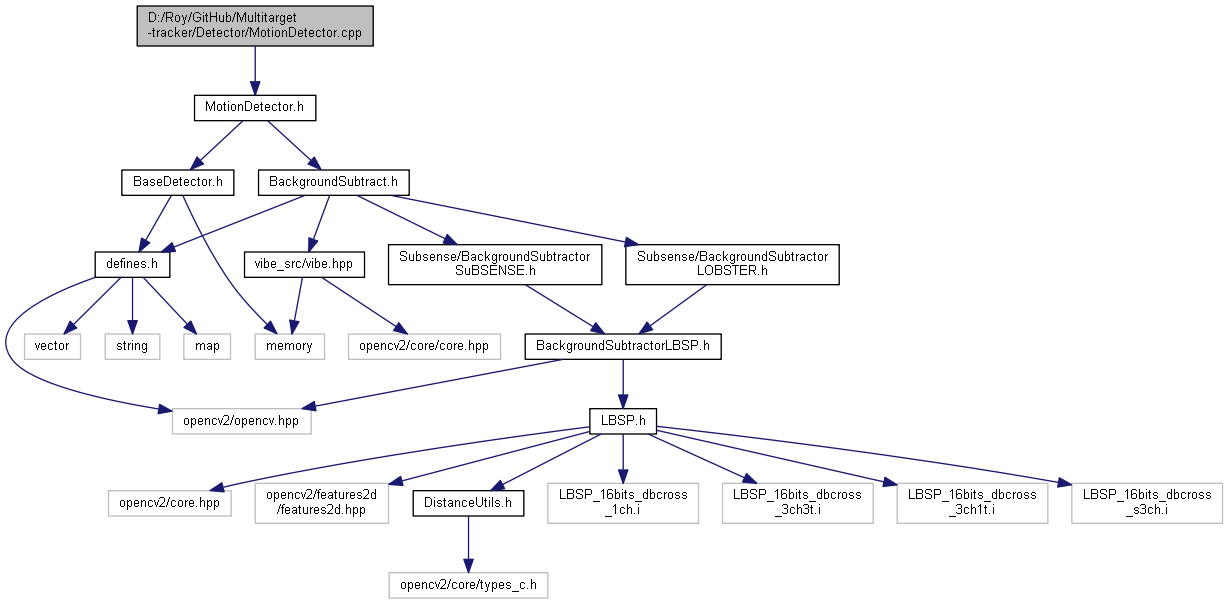 D:/Roy/GitHub/Multitarget
-tracker/Detector/MotionDetector.cpp
MotionDetector.h
BaseDetector.h
BackgroundSubtract.h
defines.h
vibe_src/vibe.hpp
Subsense/BackgroundSubtractor
SuBSENSE.h
Subsense/BackgroundSubtractor
LOBSTER.h
vector
string
map
memory
opencv2/core/core.hpp
BackgroundSubtractorLBSP.h
opencv2/opencv.hpp
LBSP.h
opencv2/core.hpp
opencv2/features2d
/features2d.hpp
DistanceUtils.h
LBSP_16bits_dbcross
_1ch.i
LBSP_16bits_dbcross
_3ch3t.i
LBSP_16bits_dbcross
_3ch1t.i
LBSP_16bits_dbcross
_s3ch.i
opencv2/core/types_c.h